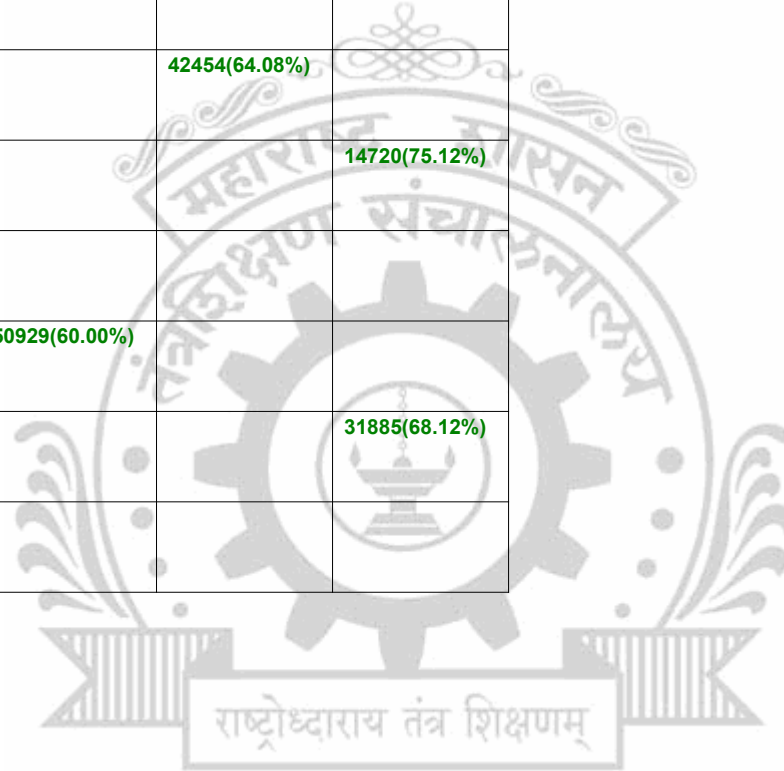 42454(64.08%)
14720(75.12%)
50929(60.00%)
31885(68.12%)
महाराष्ट्र शासन
तंत्रशिक्षण संचालनालय
राष्ट्रोध्दाराय तंत्र शिक्षणम्